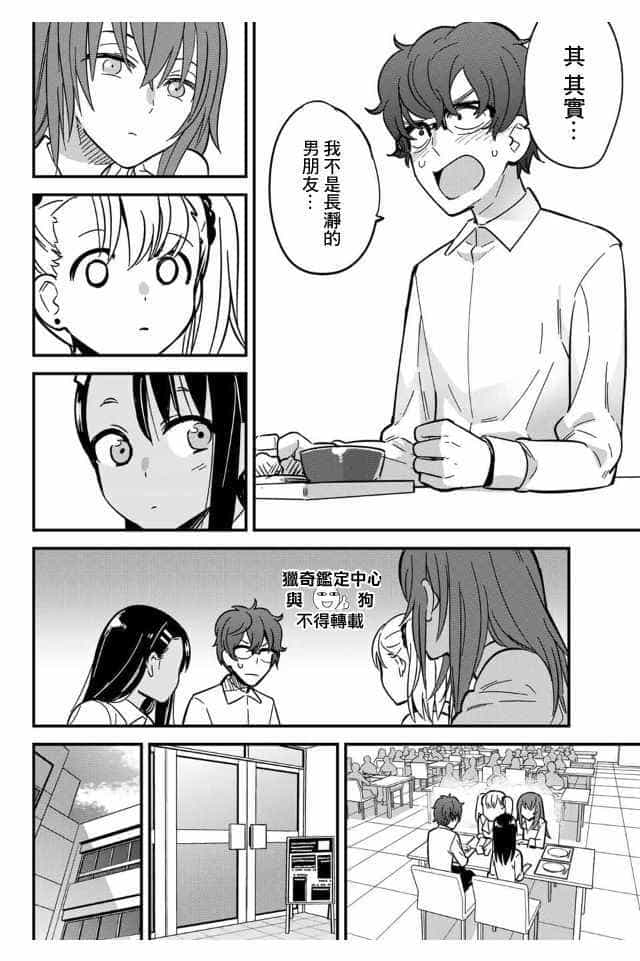 其 其實…
我不是長瀞的
男朋友…
獵奇鑑定中心
與 狗
不得轉載